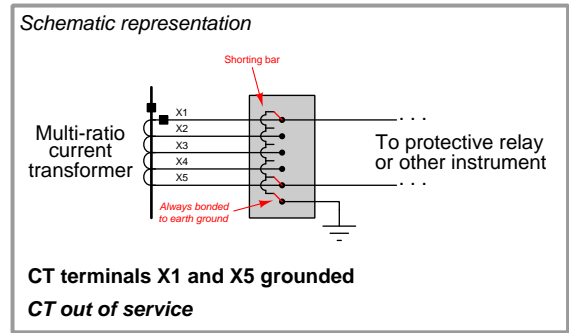 Schematic representation
Shorting bar
X1
X2
X3
X4
X5
Multi-ratio
current
transformer
To protective relay
or other instrument
Always bonded
to earth ground
CT terminals X1 and X5 grounded
CT out of service